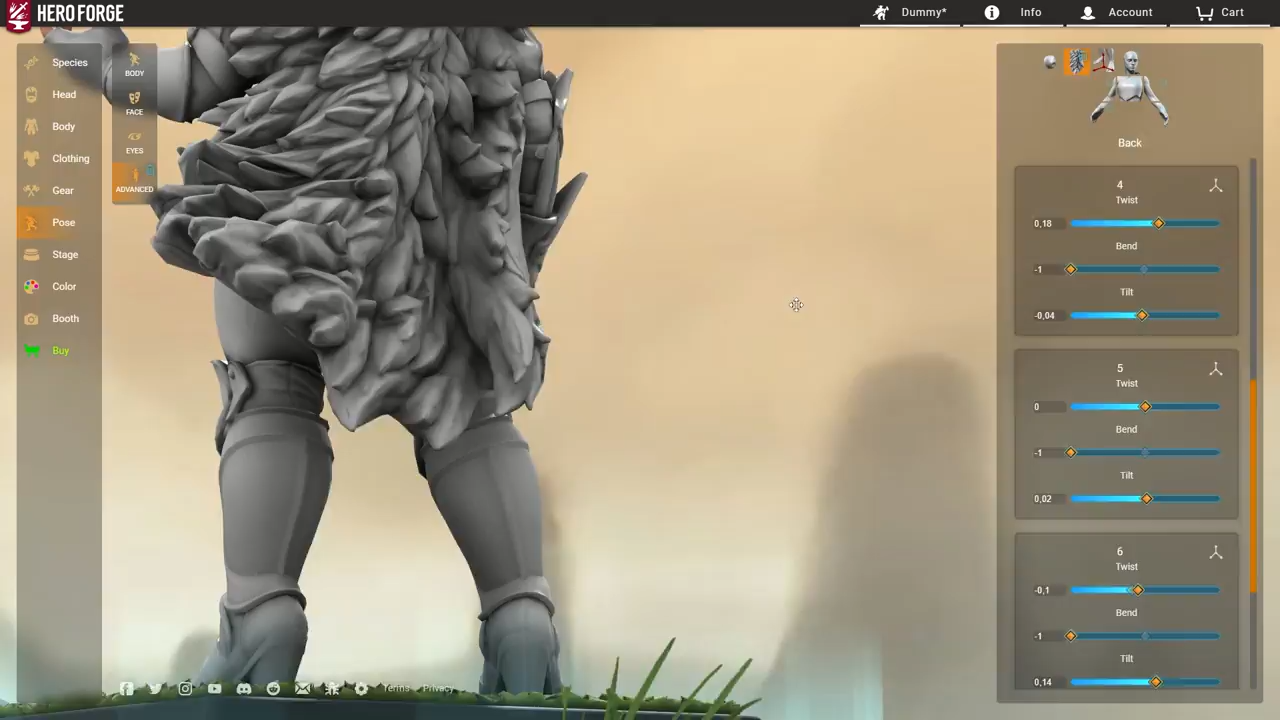 HERO FORGE
Dummy*
Info
Account
Cart
Species
Head
Body
Clothing
Gear
Pose
Stage
Color
Booth
Buy
BODY
FACE
EYES
ADVANCED
Back
4
Twist
0,18
Bend
-1
Tilt
-0,04
5
Twist
0
Bend
-1
Tilt
0,02
6
Twist
-0,1
Bend
-1
Tilt
0,14
Terms
Privacy